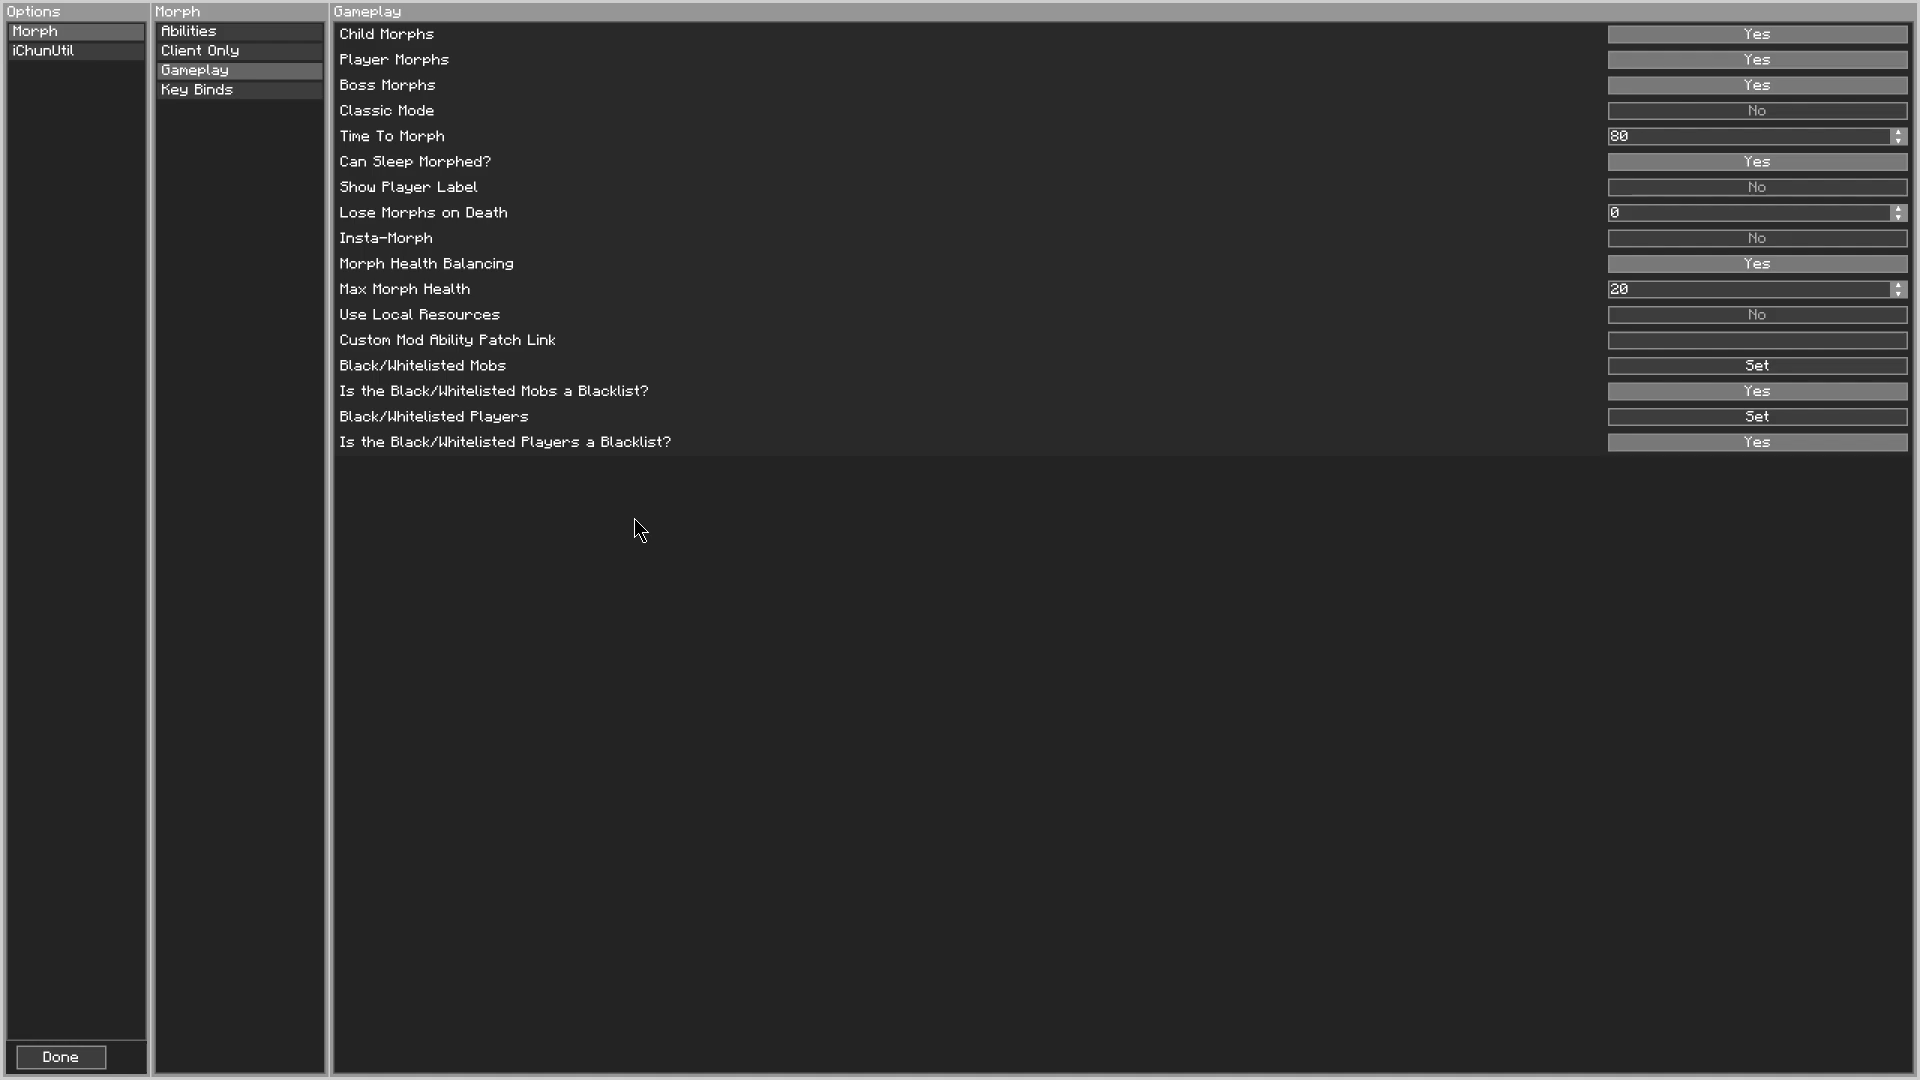 Options
Morph
iChunUtil
Done
Morph
Abilities
Client Only
Gameplay
Key Binds
Gameplay
Child Morphs Yes
Player Morphs Yes
Boss Morphs Yes
Classic Mode No
Time To Morph 80
Can Sleep Morphed? Yes
Show Player Label No
Lose Morphs on Death 0
Insta-Morph No
Morph Health Balancing Yes
Max Morph Health 20
Use Local Resources No
Custom Mod Ability Patch Link
Black/Whitelisted Mobs Set
Is the Black/Whitelisted Mobs a Blacklist? Yes
Black/Whitelisted Players Set
Is the Black/Whitelisted Players a Blacklist? Yes